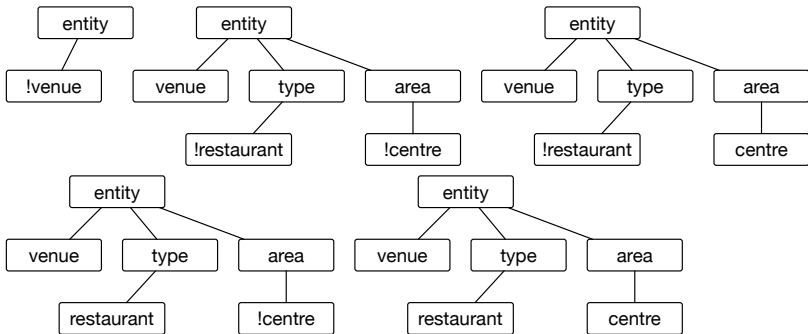 entity entity entity
!venue venue type area venue type area
!restaurant !centre !restaurant centre
entity entity
venue type area venue type area
restaurant !centre restaurant centre